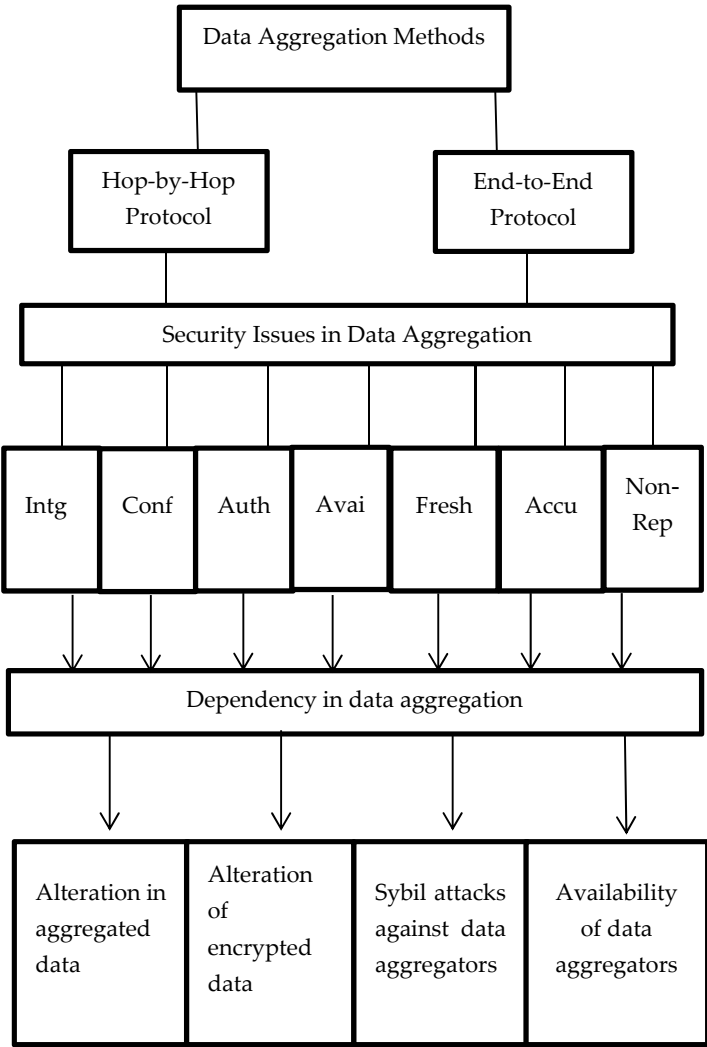 Data Aggregation Methods
Hop-by-Hop
Protocol
End-to-End
Protocol
Security Issues in Data Aggregation
Intg
Conf
Auth
Avai
Fresh
Accu
Non-
Rep
Dependency in data aggregation
Alteration in
aggregated
data
Alteration
of
encrypted
data
Sybil attacks
against data
aggregators
Availability
of data
aggregators